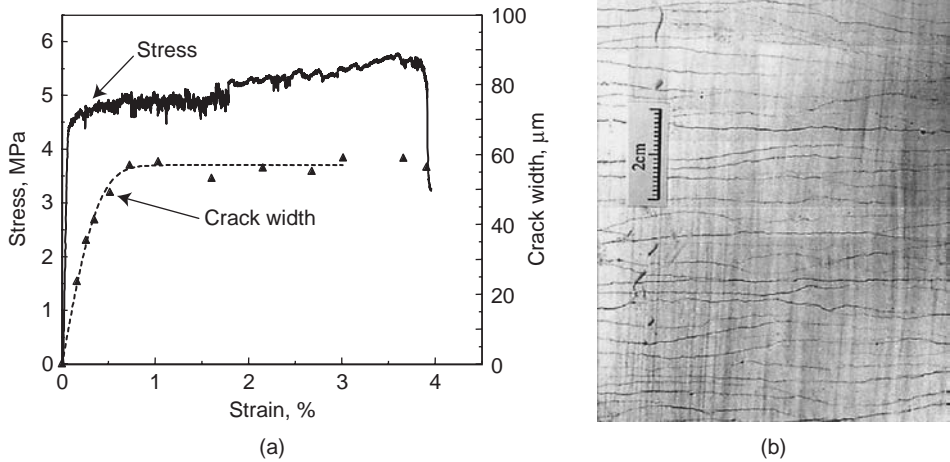 Stress, MPa
6
5
4
3
2
1
0
100
80
60
40
20
0
Crack width, μm
Stress
Crack width
0 1 2 3 4
Strain, %
(a)
2cm
(b)